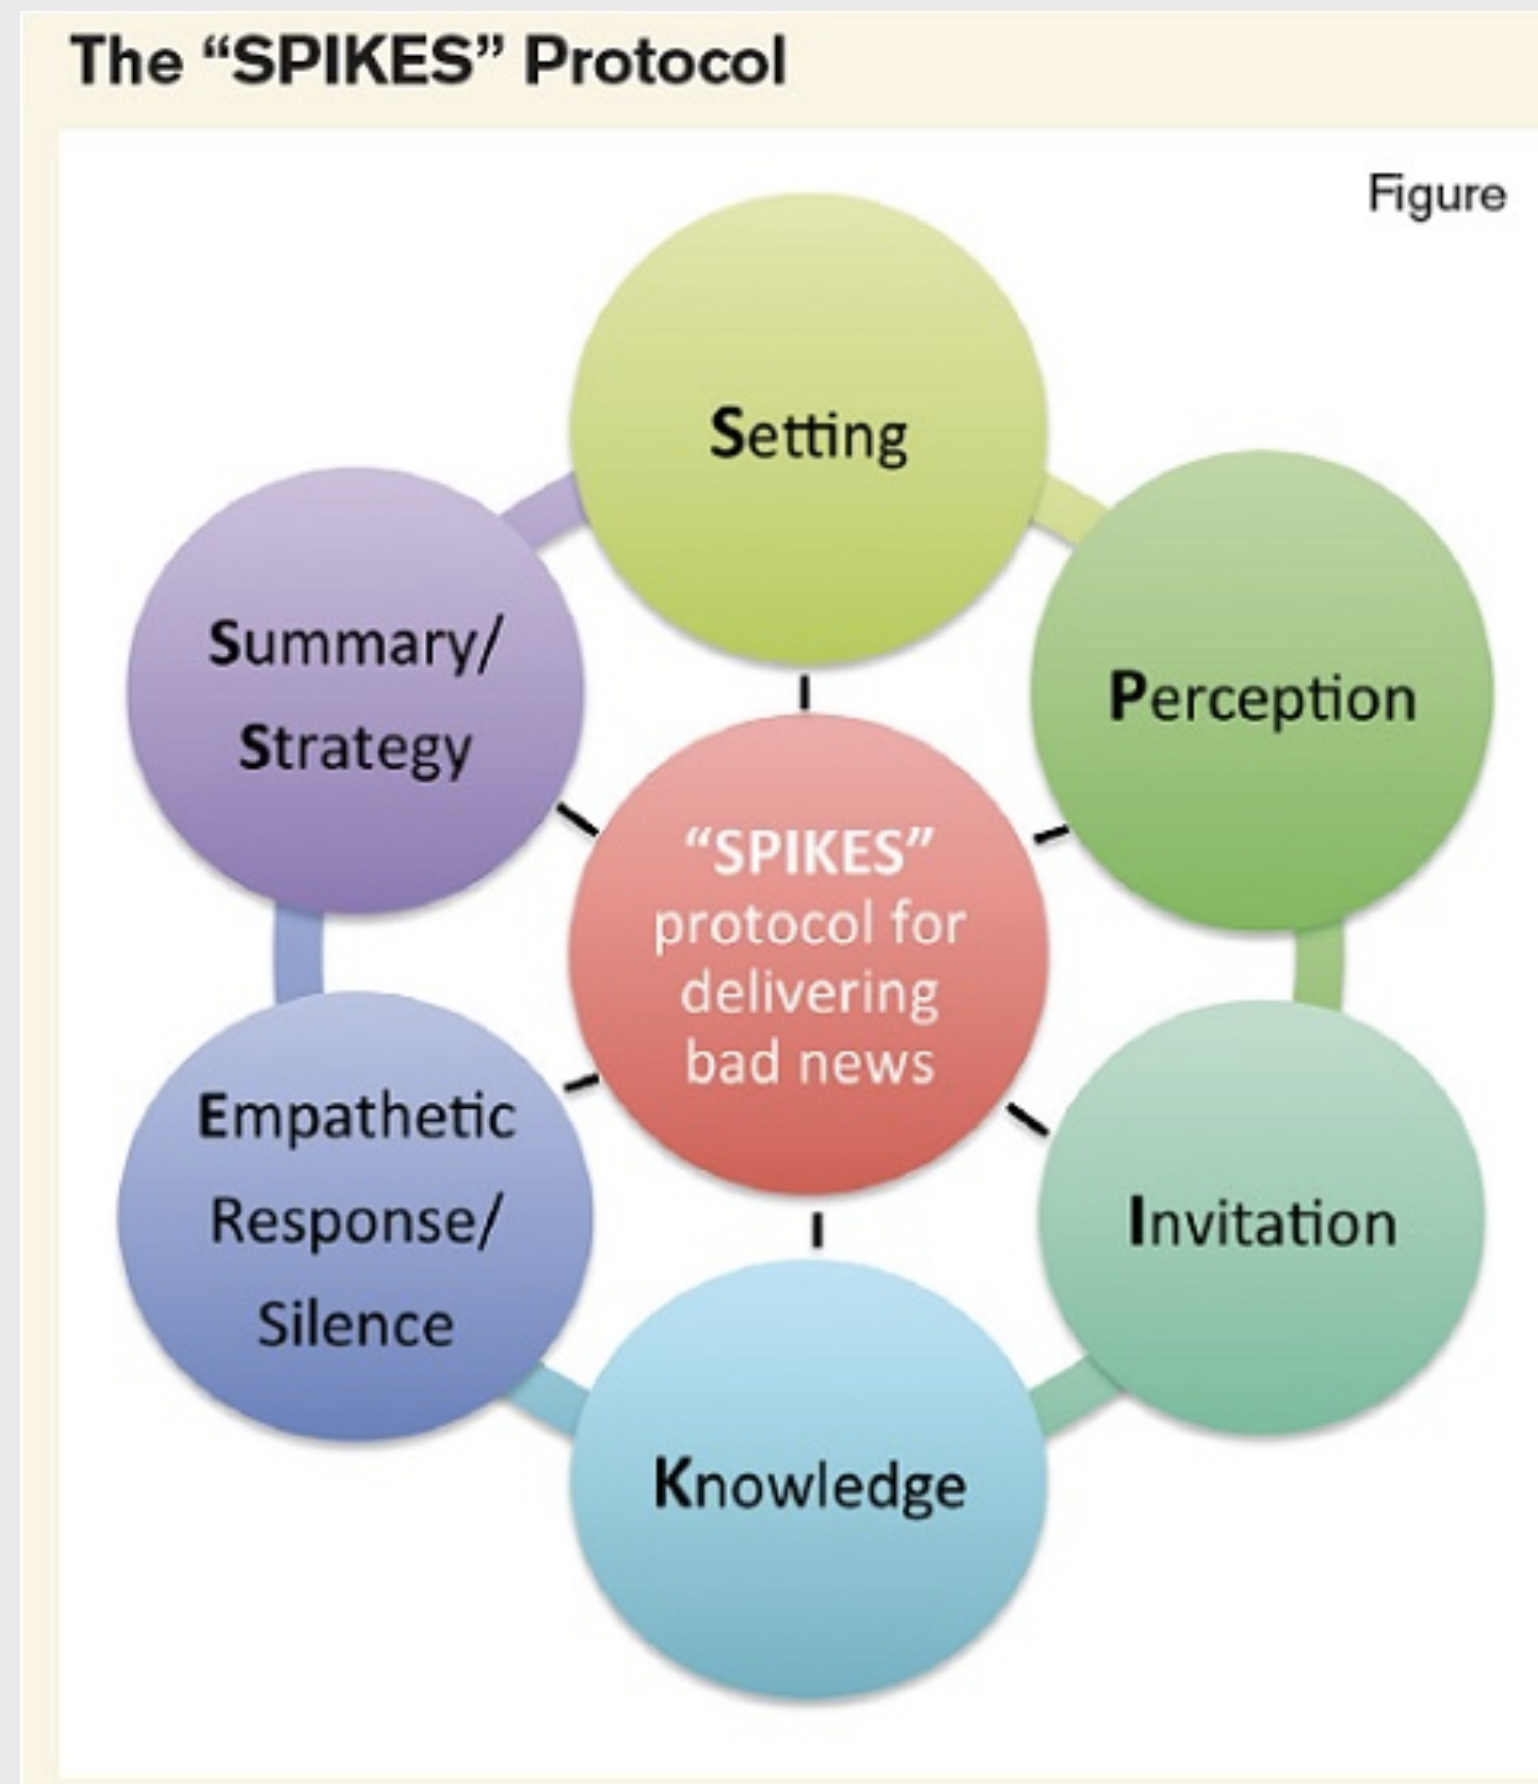 The “SPIKES” Protocol
Figure
Setting
Perception
Invitation
Knowledge
Empathetic
Response/
Silence
Summary/
Strategy
“SPIKES”
protocol for
delivering
bad news